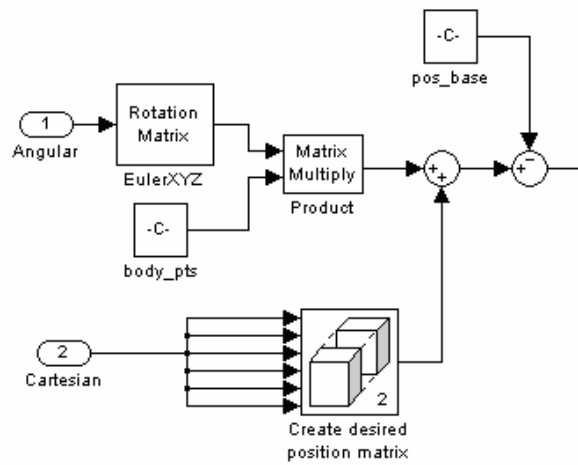 -C-
pos_base
1
Angular
Rotation
Matrix
EulerXYZ
Matrix
Multiply
Product
-C-
body_pts
+
+
+
−
2
Cartesian
2
Create desired
position matrix